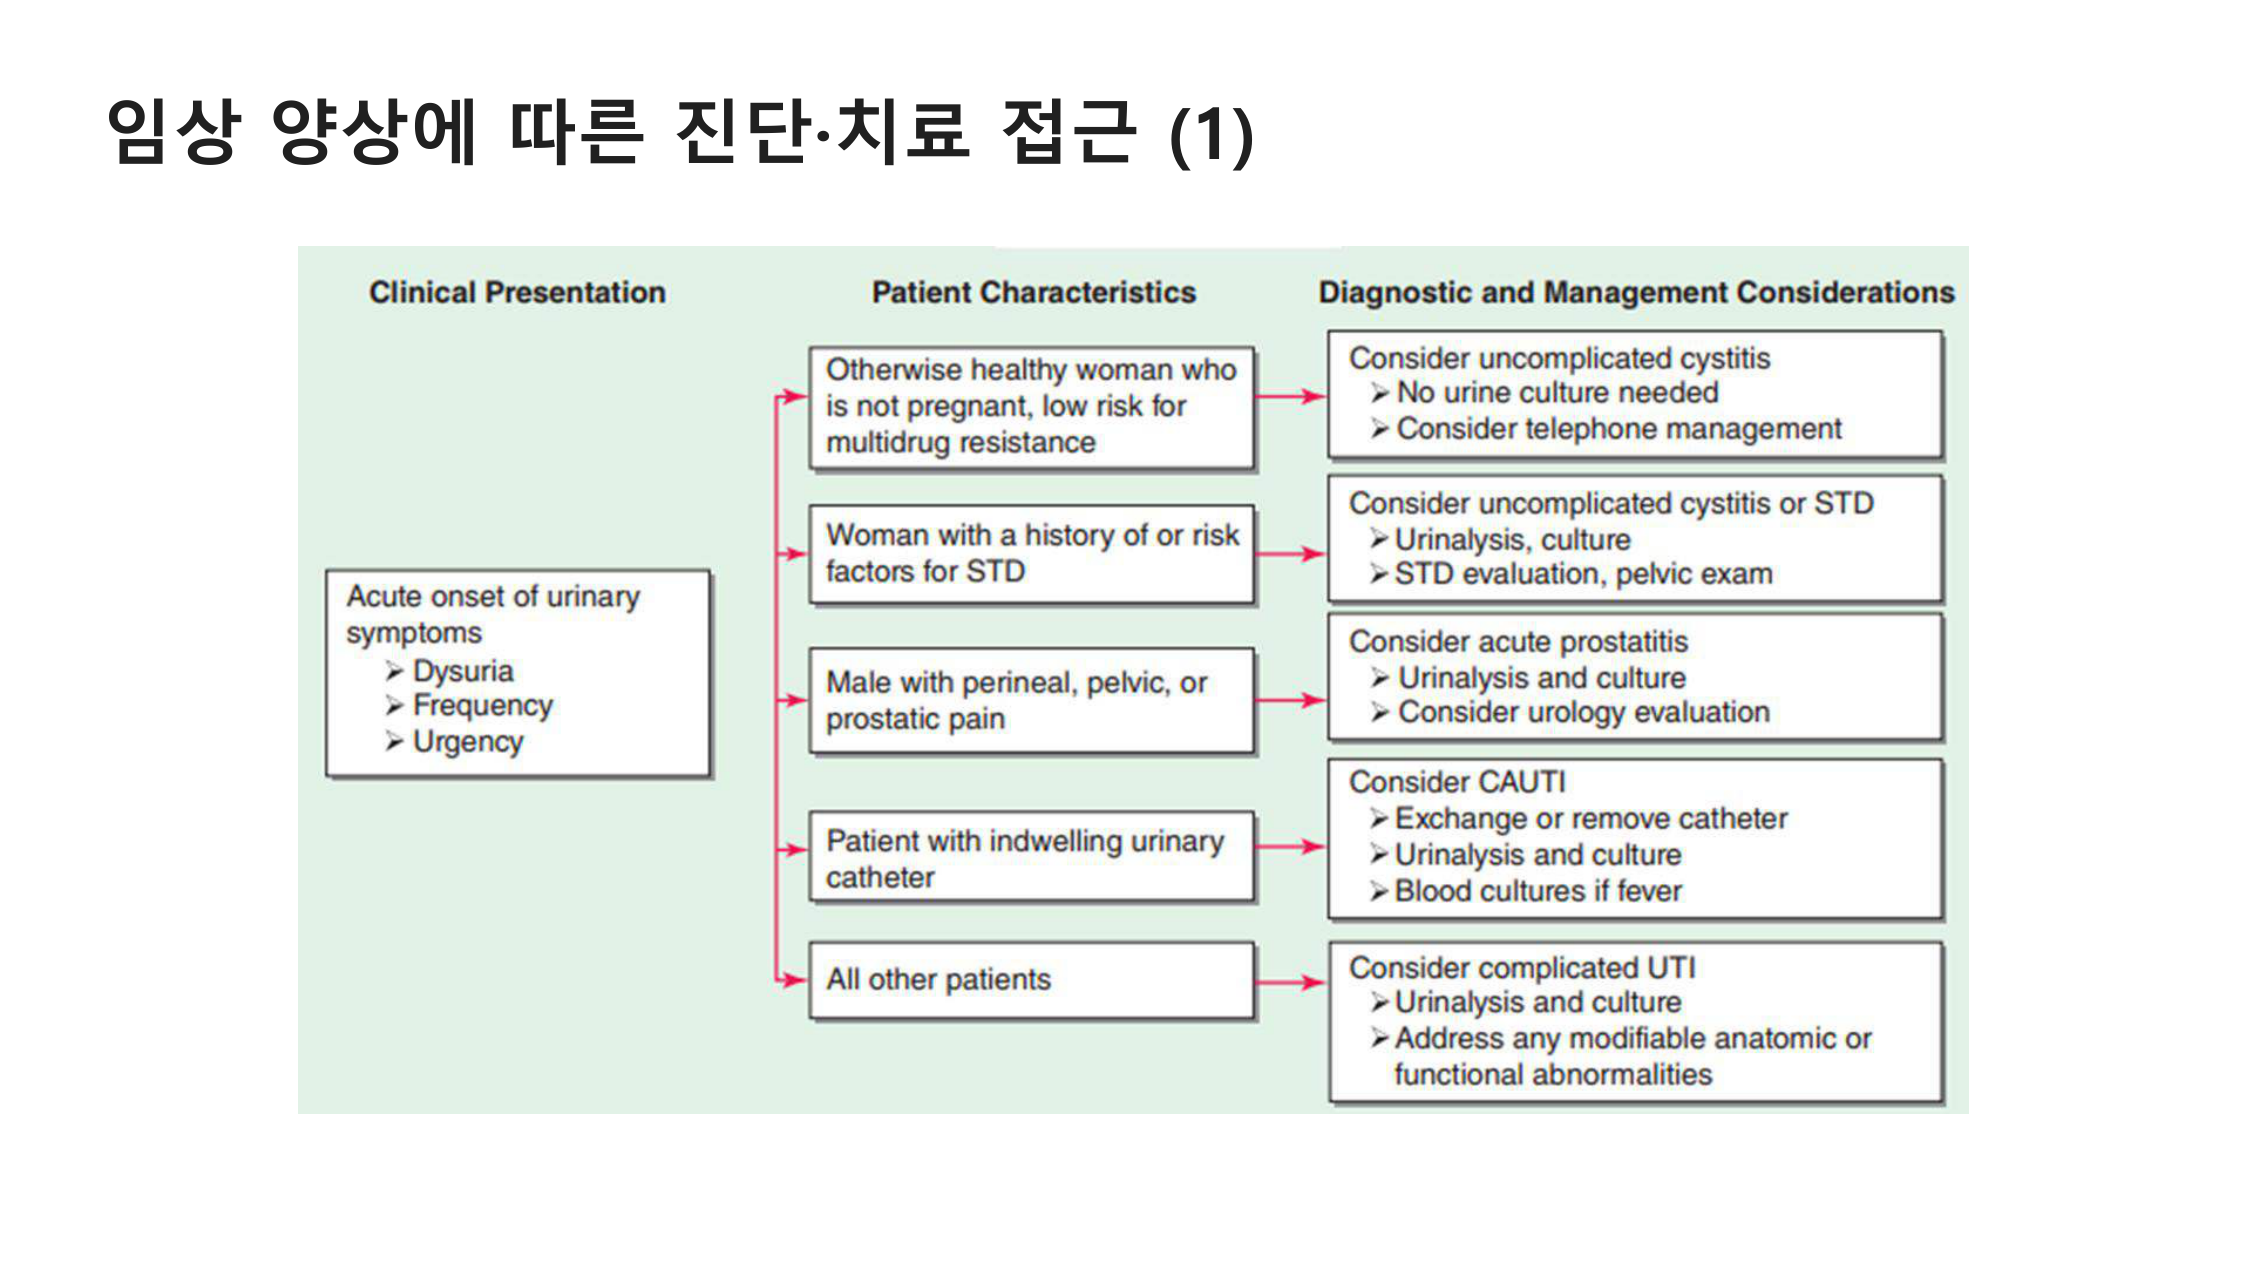 임상 양상에 따른 진단·치료 접근 (1)
Clinical Presentation
Patient Characteristics
Diagnostic and Management Considerations
Acute onset of urinary
symptoms
➢ Dysuria
➢ Frequency
➢ Urgency
Otherwise healthy woman who
is not pregnant, low risk for
multidrug resistance
Consider uncomplicated cystitis
➢ No urine culture needed
➢ Consider telephone management
Woman with a history of or risk
factors for STD
Consider uncomplicated cystitis or STD
➢ Urinalysis, culture
➢ STD evaluation, pelvic exam
Male with perineal, pelvic, or
prostatic pain
Consider acute prostatitis
➢ Urinalysis and culture
➢ Consider urology evaluation
Patient with indwelling urinary
catheter
Consider CAUTI
➢ Exchange or remove catheter
➢ Urinalysis and culture
➢ Blood cultures if fever
All other patients
Consider complicated UTI
➢ Urinalysis and culture
➢ Address any modifiable anatomic or
functional abnormalities